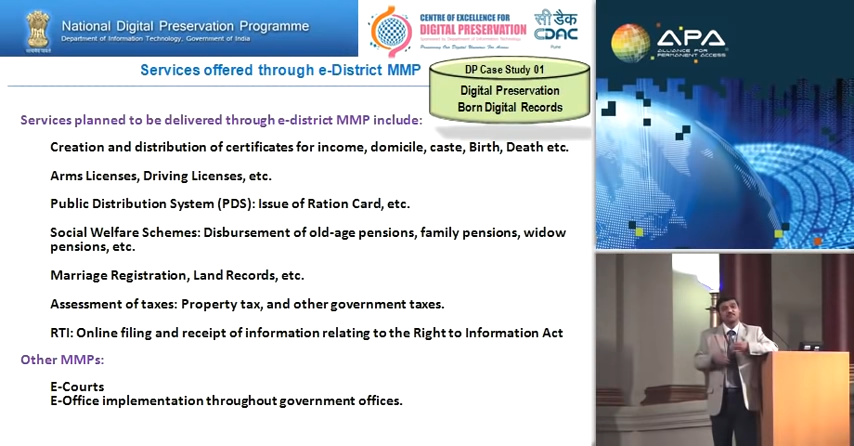 National Digital Preservation Programme
Department of Information Technology, Government of India
CENTRE OF EXCELLENCE FOR
DIGITAL PRESERVATION
सी डैक
CDAC
APA
ALLIANCE FOR
PERMANENT ACCESS
Services offered through e-District MMP
DP Case Study 01
Digital Preservation
Born Digital Records
Services planned to be delivered through e-district MMP include:
Creation and distribution of certificates for income, domicile, caste, Birth, Death etc.
Arms Licenses, Driving Licenses, etc.
Public Distribution System (PDS): Issue of Ration Card, etc.
Social Welfare Schemes: Disbursement of old-age pensions, family pensions, widow
pensions, etc.
Marriage Registration, Land Records, etc.
Assessment of taxes: Property tax, and other government taxes.
RTI: Online filing and receipt of information relating to the Right to Information Act
Other MMPs:
E-Courts
E-Office implementation throughout government offices.